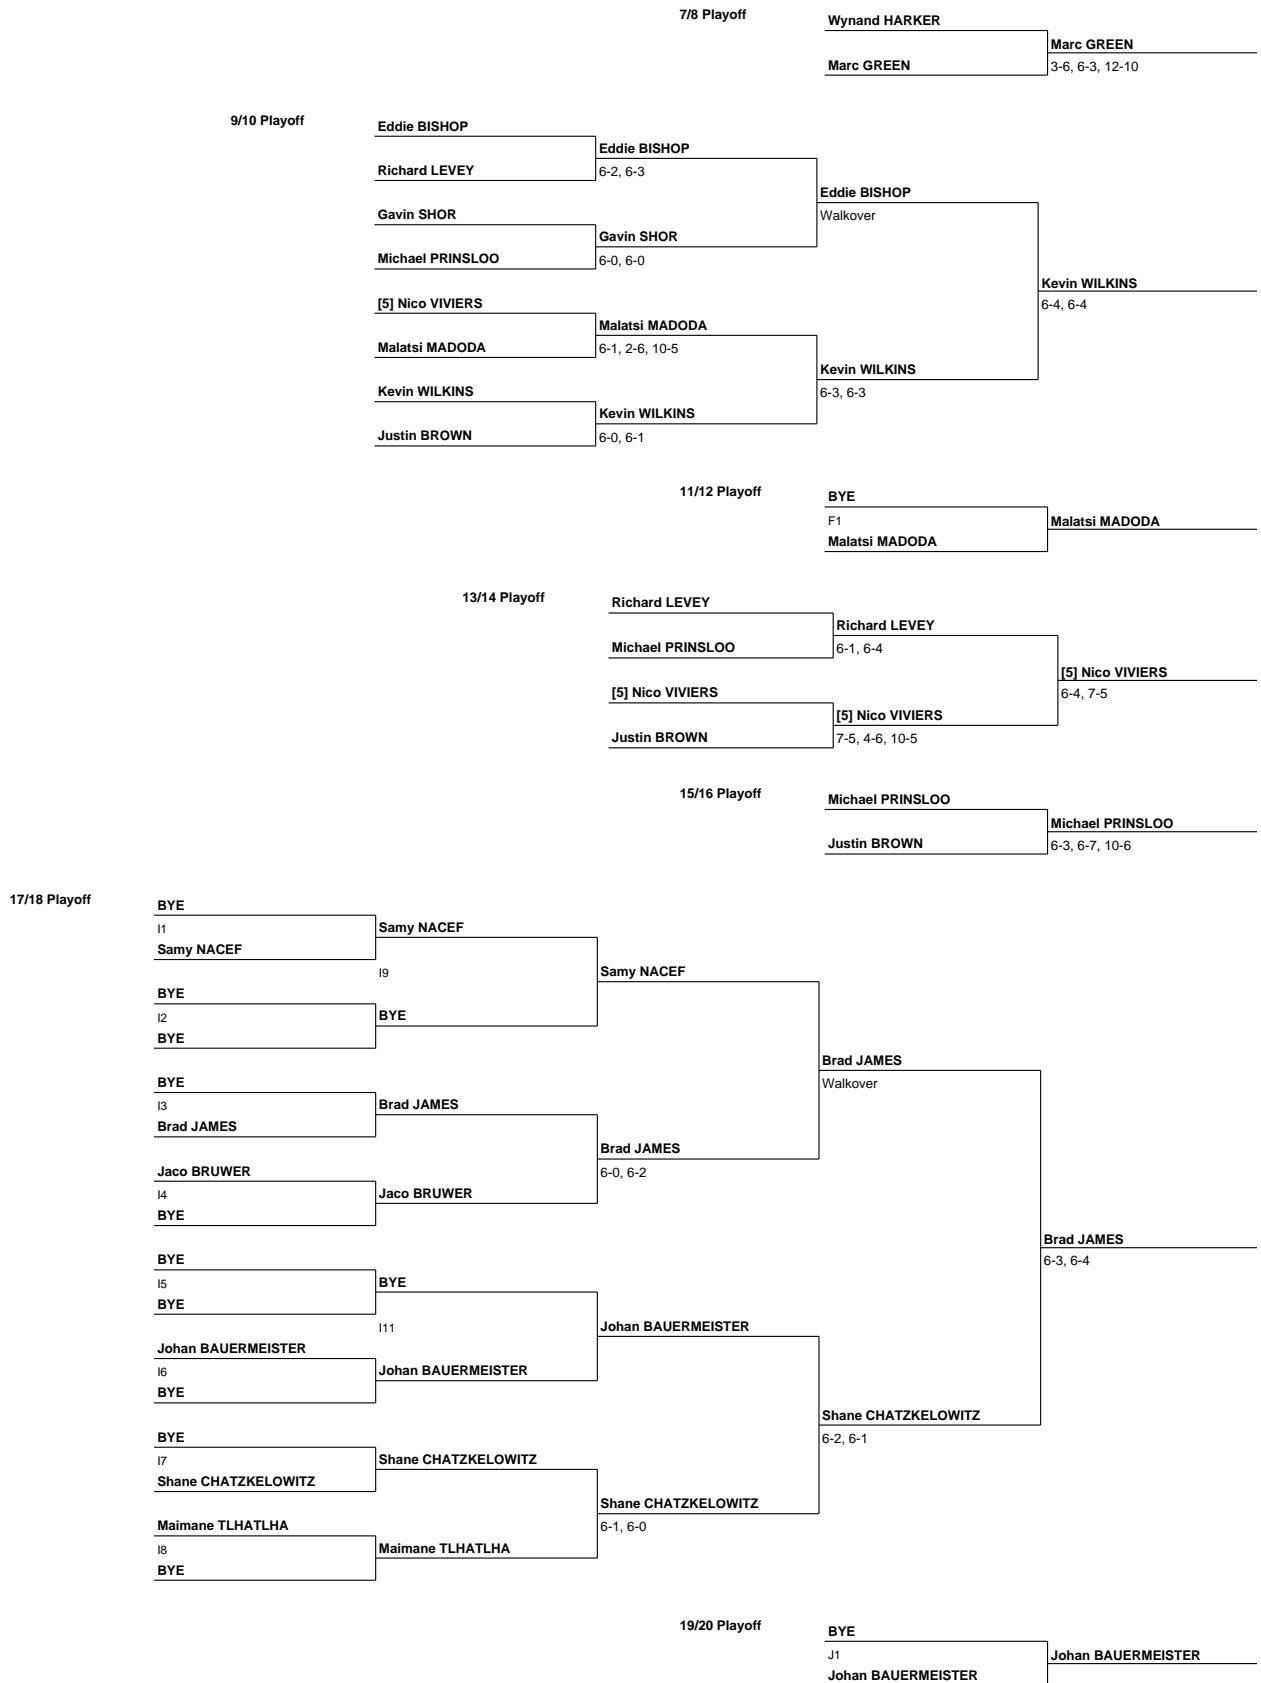 7/8 Playoff
Wynand HARKER
Marc GREEN
Marc GREEN
3-6, 6-3, 12-10
9/10 Playoff
Eddie BISHOP
Eddie BISHOP
Richard LEVEY
6-2, 6-3
Eddie BISHOP
Walkover
Gavin SHOR
Gavin SHOR
Michael PRINSLOO
6-0, 6-0
Kevin WILKINS
6-4, 6-4
[5] Nico VIVIERS
Malatsi MADODA
Malatsi MADODA
6-1, 2-6, 10-5
Kevin WILKINS
6-3, 6-3
Kevin WILKINS
Kevin WILKINS
Justin BROWN
6-0, 6-1
11/12 Playoff
BYE
F1
Malatsi MADODA
Malatsi MADODA
13/14 Playoff
Richard LEVEY
Richard LEVEY
Michael PRINSLOO
6-1, 6-4
[5] Nico VIVIERS
6-4, 7-5
[5] Nico VIVIERS
[5] Nico VIVIERS
Justin BROWN
7-5, 4-6, 10-5
15/16 Playoff
Michael PRINSLOO
Michael PRINSLOO
Justin BROWN
6-3, 6-7, 10-6
17/18 Playoff
BYE
I1
Samy NACEF
Samy NACEF
I9
Samy NACEF
BYE
I2
BYE
BYE
Brad JAMES
Walkover
BYE
I3
Brad JAMES
Brad JAMES
Brad JAMES
6-0, 6-2
Jaco BRUWER
I4
Jaco BRUWER
BYE
Brad JAMES
6-3, 6-4
BYE
I5
BYE
BYE
I11
Johan BAUERMEISTER
Johan BAUERMEISTER
I6
Johan BAUERMEISTER
BYE
Shane CHATZKELOWITZ
6-2, 6-1
BYE
I7
Shane CHATZKELOWITZ
Shane CHATZKELOWITZ
Shane CHATZKELOWITZ
6-1, 6-0
Maimane TLHATLHA
I8
Maimane TLHATLHA
BYE
19/20 Playoff
BYE
J1
Johan BAUERMEISTER
Johan BAUERMEISTER